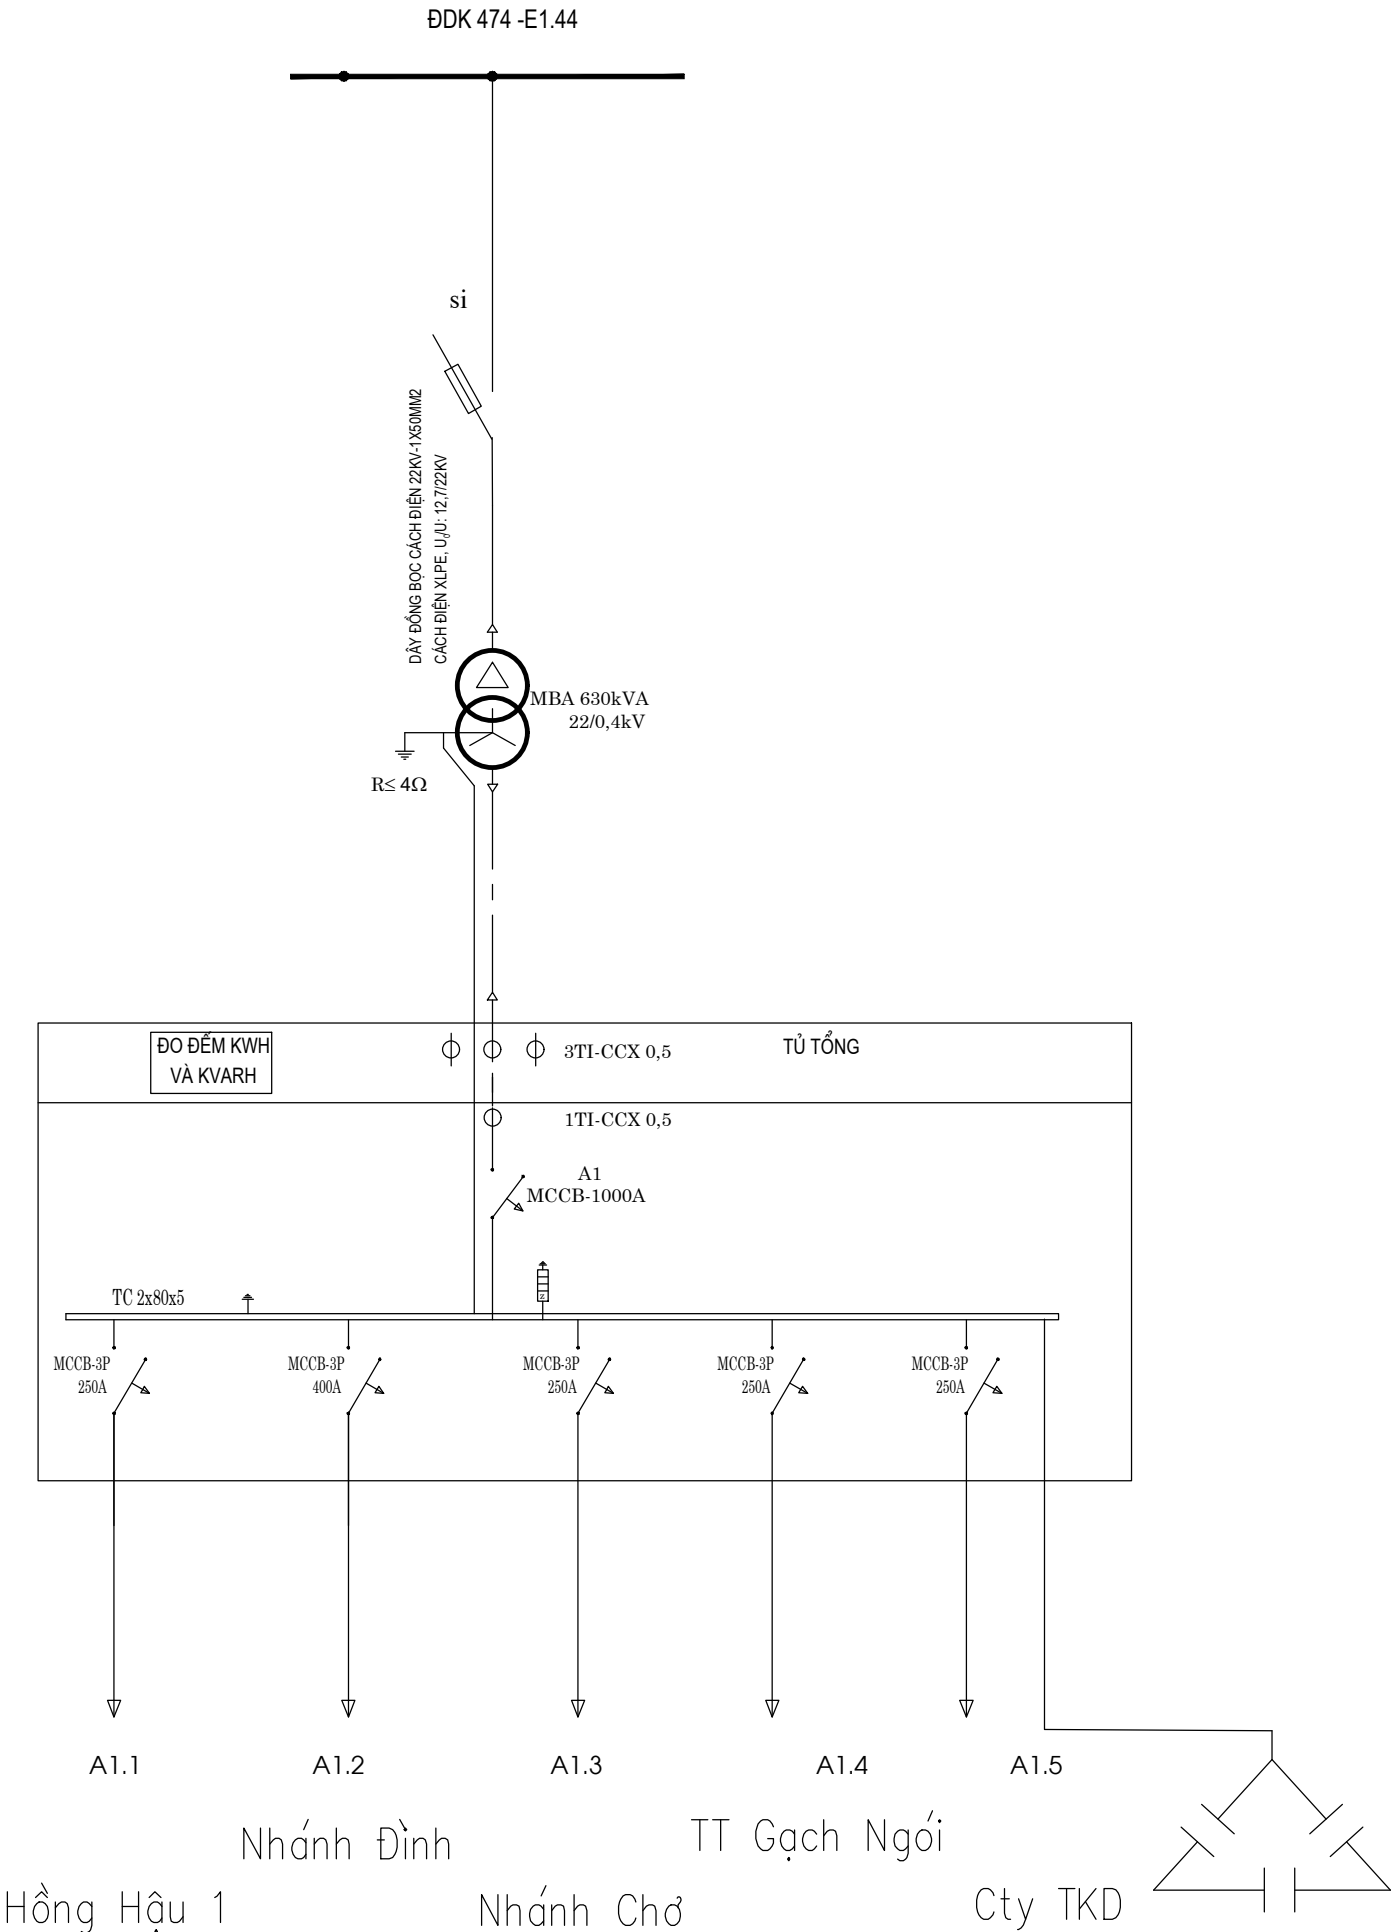 ĐDK 474 -E1.44
si
DÂY ĐỒNG BỌC CÁCH ĐIỆN 22KV-1X50MM2
CÁCH ĐIỆN XLPE, U₀/U: 12,7/22KV
MBA 630kVA
22/0,4kV
R≤ 4Ω
ĐO ĐẾM KWH
VÀ KVARH
3TI-CCX 0,5
TỦ TỔNG
1TI-CCX 0,5
A1
MCCB-1000A
TC 2x80x5
z
MCCB-3P
250A
MCCB-3P
400A
MCCB-3P
250A
MCCB-3P
250A
MCCB-3P
250A
A1.1
A1.2
A1.3
A1.4
A1.5
Nhánh Đình
TT Gạch Ngói
Hồng Hậu 1
Nhánh Chợ
Cty TKD